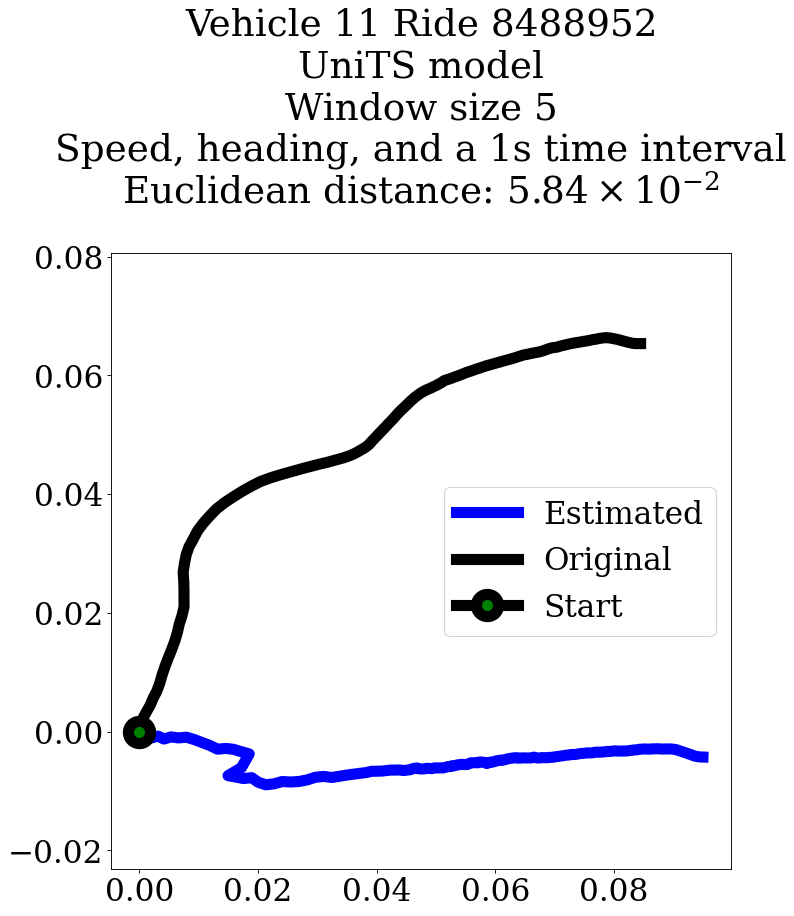 Vehicle 11 Ride 8488952
UniTS model
Window size 5
Speed, heading, and a 1s time interval
Euclidean distance: 5.84 × 10⁻²
0.08
0.06
0.04
0.02
0.00
−0.02
Estimated
Original
Start
0.00 0.02 0.04 0.06 0.08